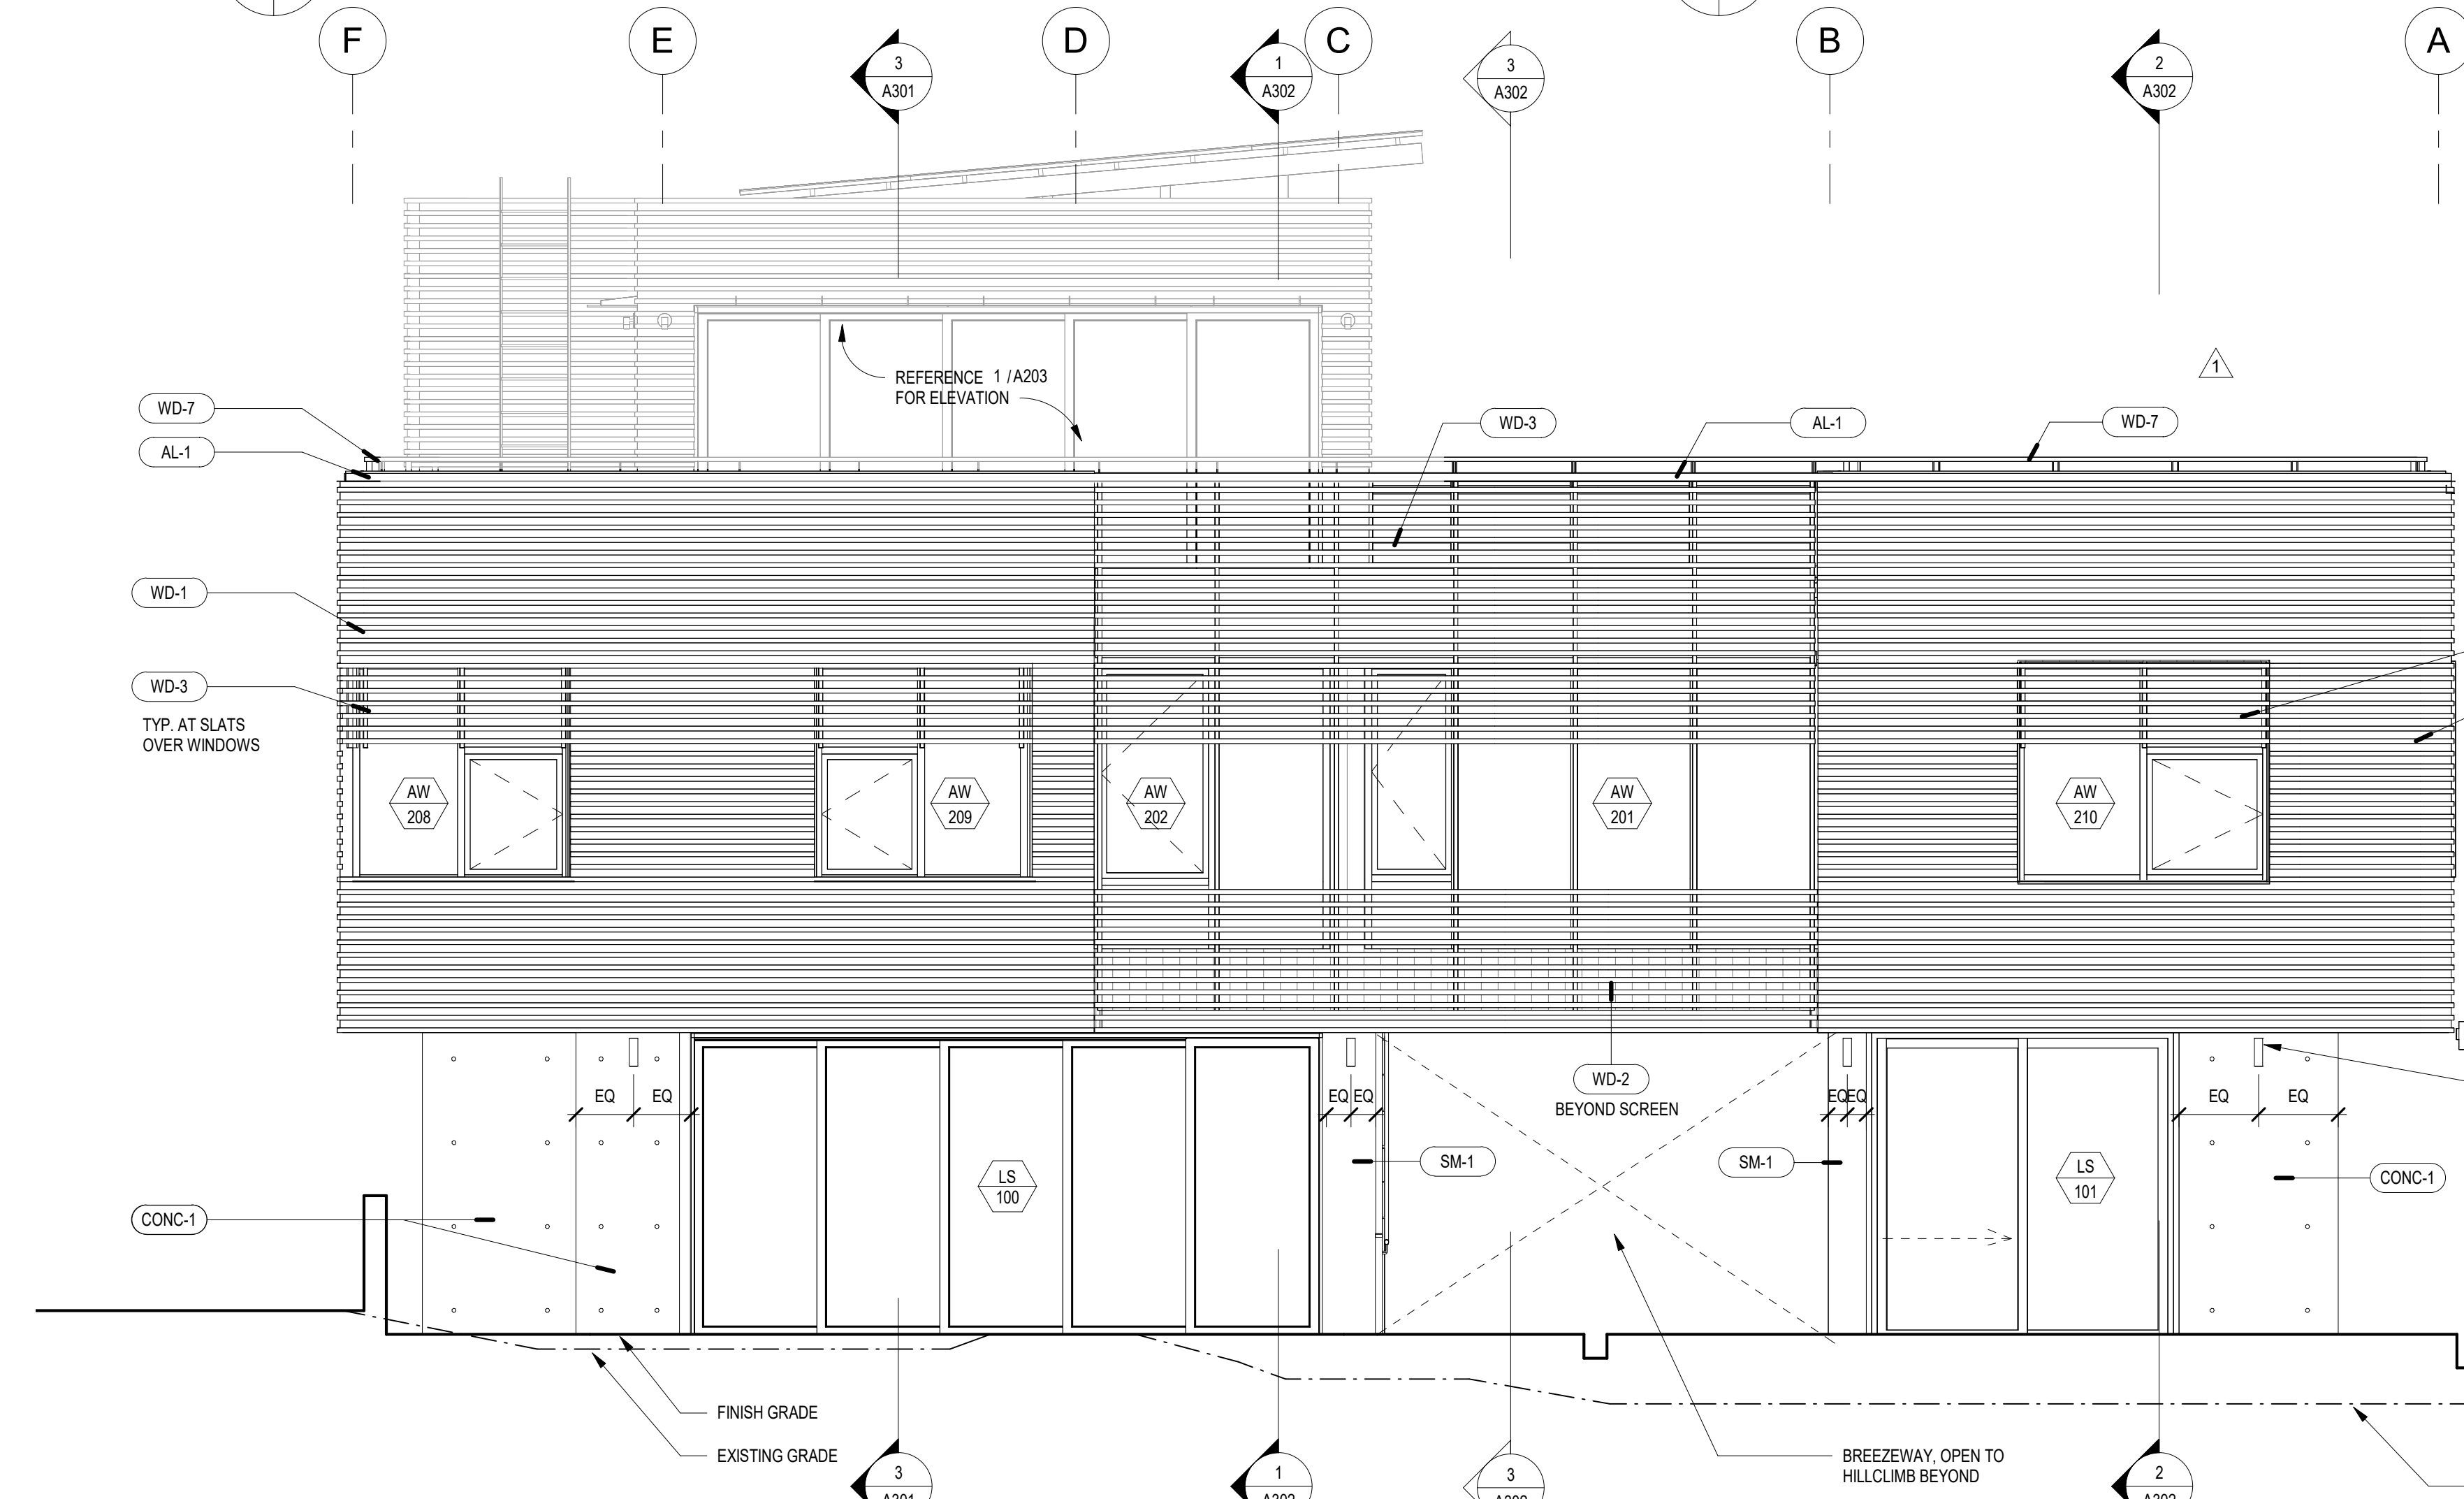 F
E
D
C
B
A
3
A301
1
A302
3
A302
2
A302
REFERENCE 1 / A203
FOR ELEVATION
1
WD-7
AL-1
WD-3
AL-1
WD-7
WD-1
WD-3
TYP. AT SLATS
OVER WINDOWS
AW
208
AW
209
AW
202
AW
201
AW
210
EQ
EQ
EQ
EQ
EQ
EQ
EQ
EQ
WD-2
BEYOND SCREEN
SM-1
SM-1
LS
100
LS
101
CONC-1
CONC-1
FINISH GRADE
EXISTING GRADE
BREEZEWAY, OPEN TO
HILLCLIMB BEYOND
3
A301
1
A302
3
A302
2
A302